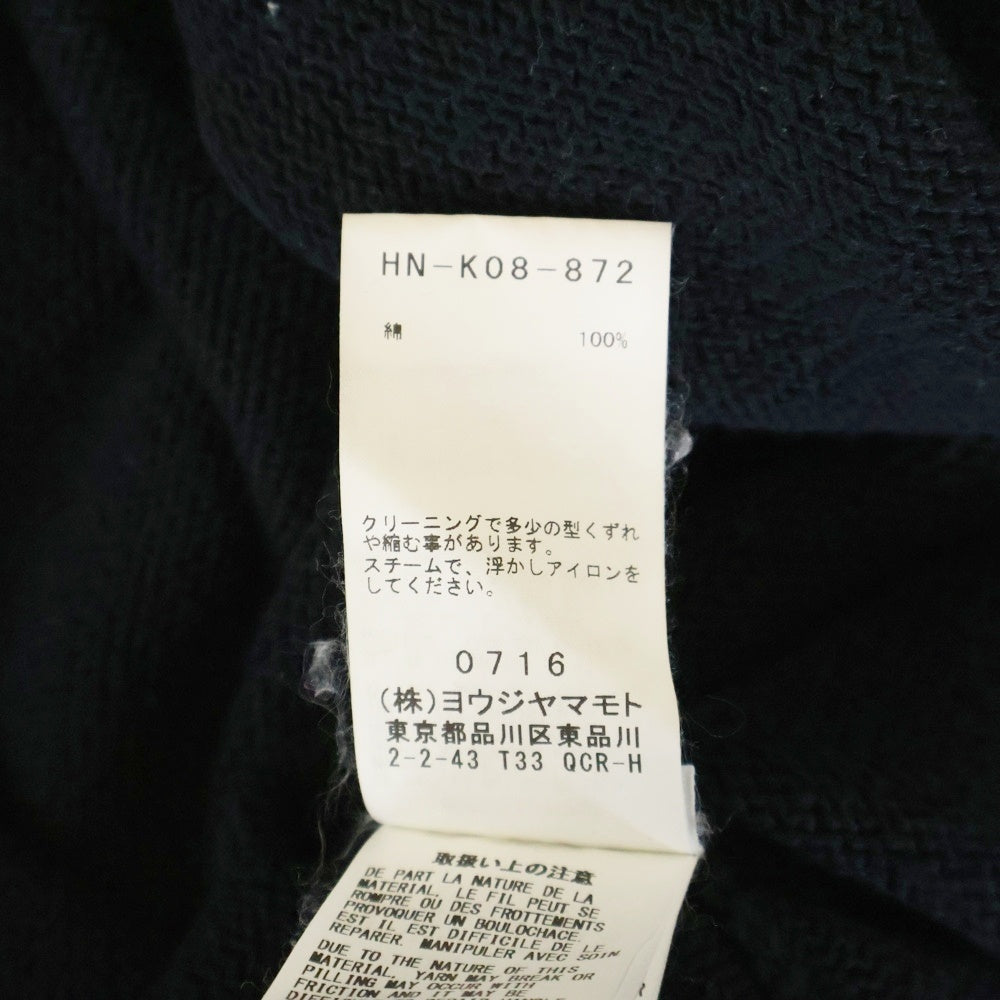 HN-K08-872
綿 100%
クリーニングで多少の型くずれ
や縮む事があります。
スチームで、浮かしアイロンを
してください。
0716
(株)ヨウジヤマモト
東京都品川区東品川
2-2-43 T33 QCR-H
取扱い上の注意
DE PART LA NATURE DE LA
MATERIAL, LE FIL PEUT SE
ROMPRE OÙ DES FROTTEMENTS
PROVOQUER UN BOULOCHACE.
EST IL EST DIFFICILE DE LE
REPARER. MANIPULER AVEC SOIN
DUE TO THE NATURE OF THIS
MATERIAL, YARN MAY BREAK OR
PILLING MAY OCCUR WITH
FRICTION AND IT MAY BE